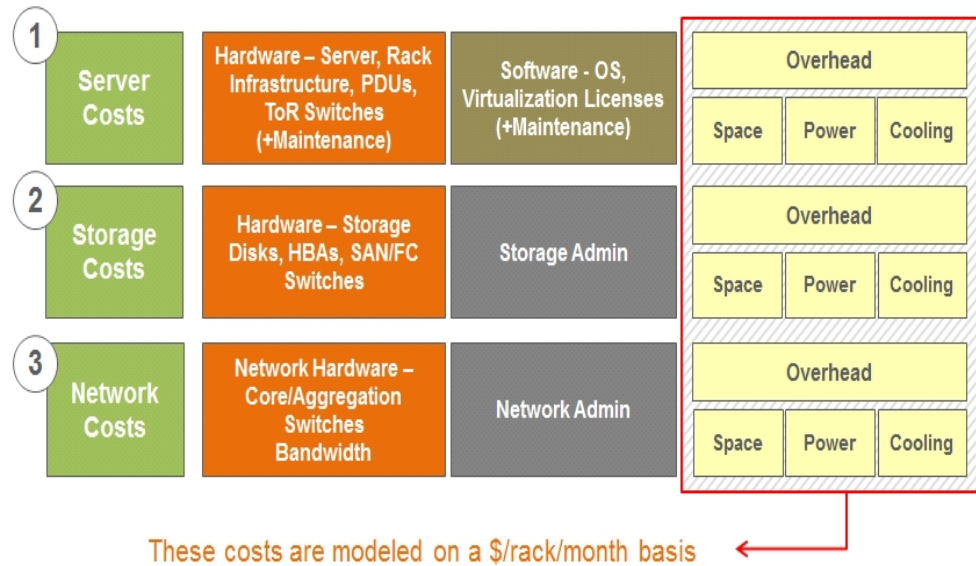 1
Server
Costs
Hardware – Server, Rack
Infrastructure, PDUs,
ToR Switches
(+Maintenance)
Software - OS,
Virtualization Licenses
(+Maintenance)
Overhead
Space
Power
Cooling
2
Storage
Costs
Hardware – Storage
Disks, HBAs, SAN/FC
Switches
Storage Admin
Overhead
Space
Power
Cooling
3
Network
Costs
Network Hardware –
Core/Aggregation
Switches
Bandwidth
Network Admin
Overhead
Space
Power
Cooling
These costs are modeled on a $/rack/month basis